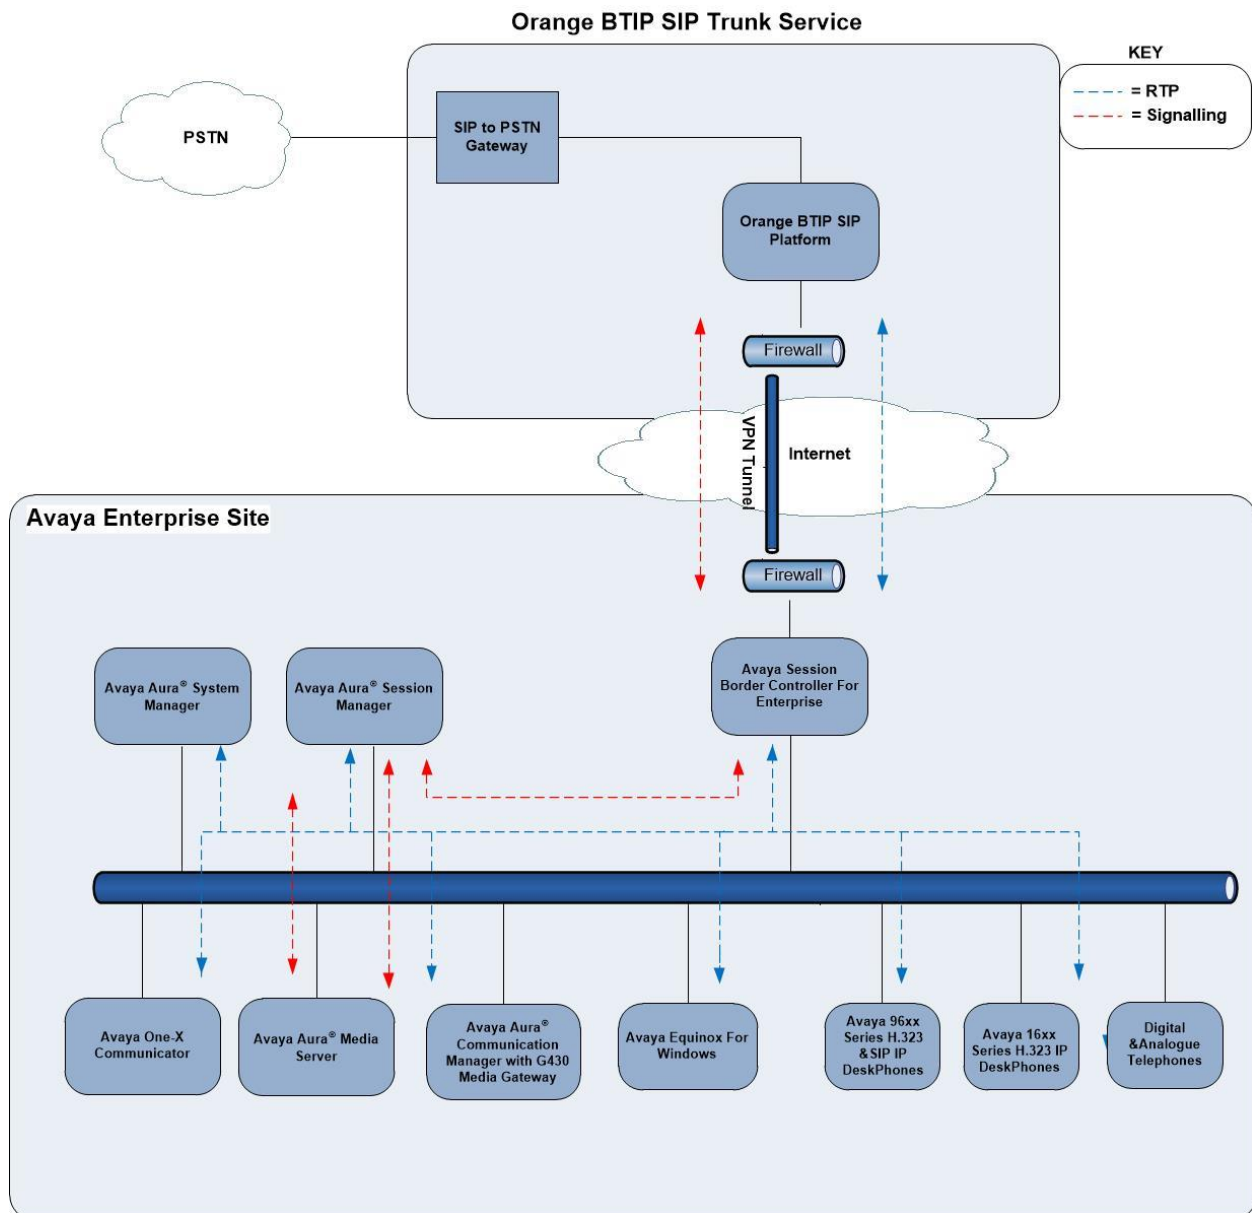 Orange BTIP SIP Trunk Service
KEY
= RTP
= Signalling
PSTN
SIP to PSTN
Gateway
Orange BTIP SIP
Platform
Firewall
VPN Tunnel
Internet
Avaya Enterprise Site
Firewall
Avaya Aura® System
Manager
Avaya Aura® Session
Manager
Avaya Session
Border Controller For
Enterprise
Avaya One-X
Communicator
Avaya Aura® Media
Server
Avaya Aura®
Communication
Manager with G430
Media Gateway
Avaya Equinox For
Windows
Avaya 96xx
Series H.323
&SIP IP
DeskPhones
Avaya 16xx
Series H.323 IP
DeskPhones
Digital
&Analogue
Telephones